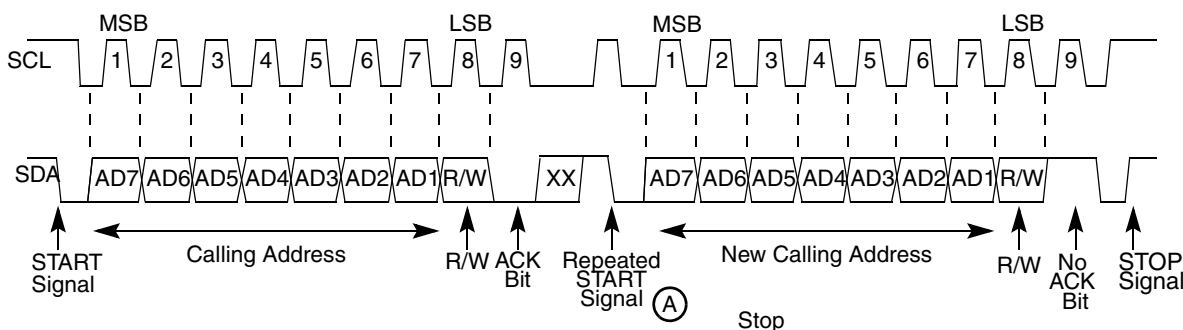 MSB LSB MSB LSB
SCL 1 2 3 4 5 6 7 8 9 1 2 3 4 5 6 7 8 9
SDA AD7 AD6 AD5 AD4 AD3 AD2 AD1 R/W XX AD7 AD6 AD5 AD4 AD3 AD2 AD1 R/W
START
Signal
Calling Address
R/W
ACK
Bit
Repeated
START
Signal
A
New Calling Address
R/W
No
ACK
Bit
STOP
Signal
Stop